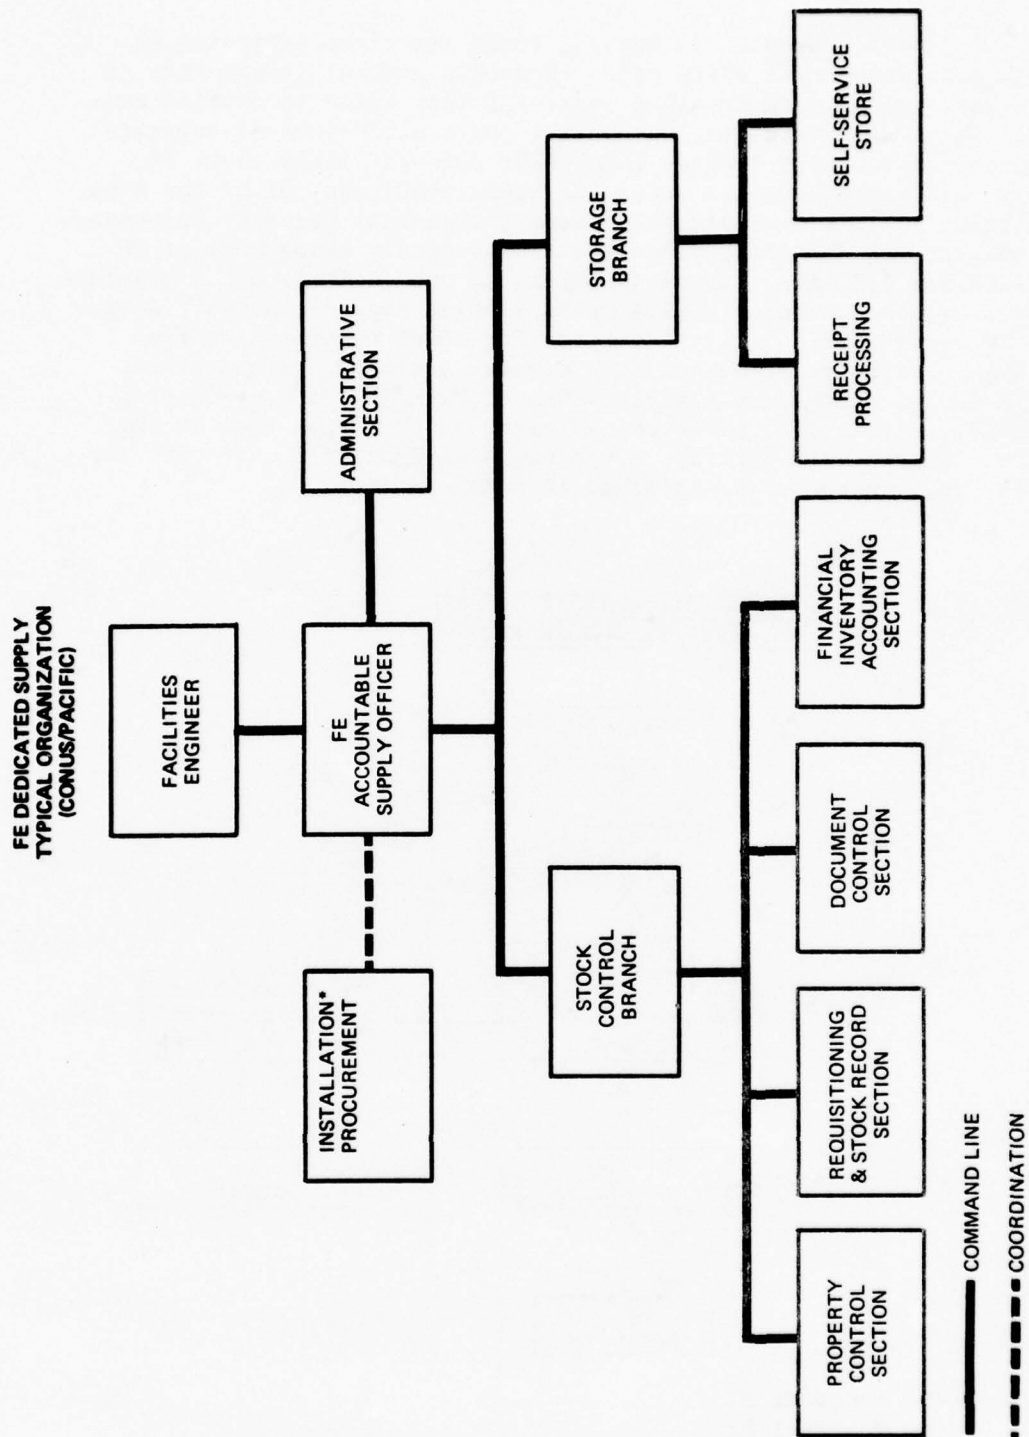 FE DEDICATED SUPPLY
TYPICAL ORGANIZATION
(CONUS/PACIFIC)
FACILITIES
ENGINEER
INSTALLATION*
PROCUREMENT
FE
ACCOUNTABLE
SUPPLY OFFICER
ADMINISTRATIVE
SECTION
STOCK
CONTROL
BRANCH
STORAGE
BRANCH
PROPERTY
CONTROL
SECTION
REQUISITIONING
& STOCK RECORD
SECTION
DOCUMENT
CONTROL
SECTION
FINANCIAL
INVENTORY
ACCOUNTING
SECTION
RECEIPT
PROCESSING
SELF-SERVICE
STORE
COMMAND LINE
COORDINATION